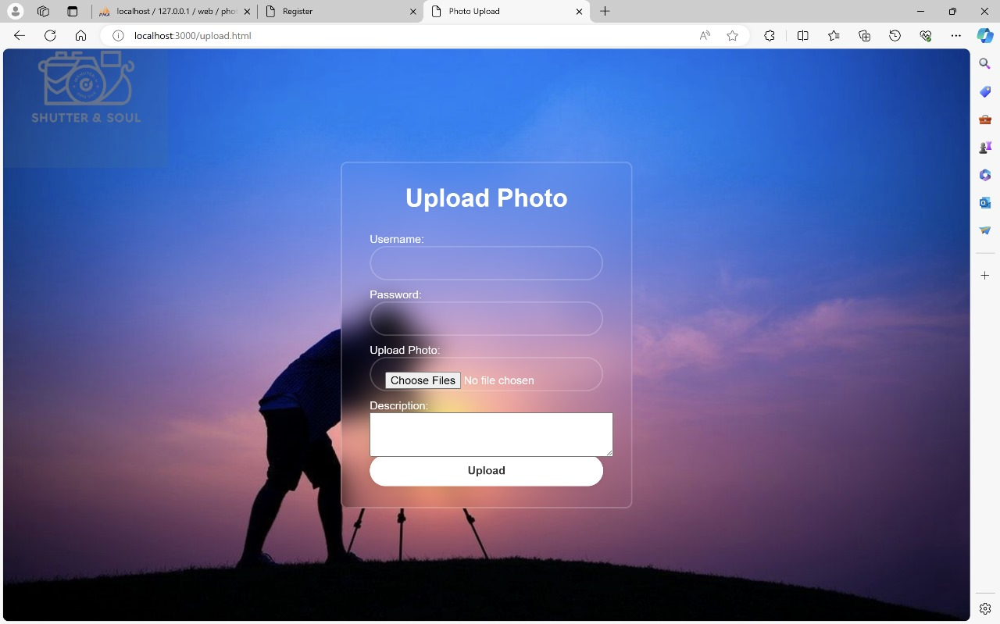 localhost / 127.0.0.1 / web / pho
Register
Photo Upload
localhost:3000/upload.html
SHUTTER & SOUL
Upload Photo
Username:
Password:
Upload Photo:
Choose Files No file chosen
Description:
Upload